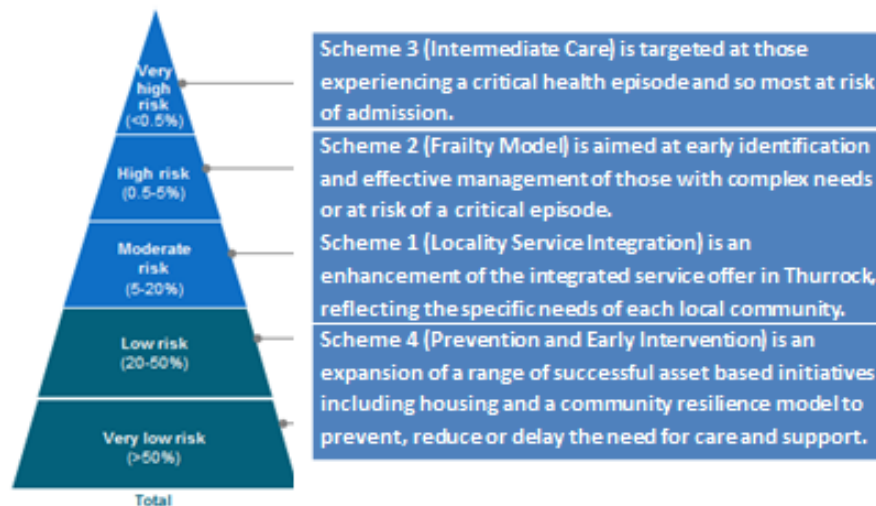 Very
high
risk
(<0.5%)
High risk
(0.5-5%)
Moderate
risk
(5-20%)
Low risk
(20-50%)
Very low risk
(>50%)
Total
Scheme 3 (Intermediate Care) is targeted at those
experiencing a critical health episode and so most at risk
of admission.
Scheme 2 (Frailty Model) is aimed at early identification
and effective management of those with complex needs
or at risk of a critical episode.
Scheme 1 (Locality Service Integration) is an
enhancement of the integrated service offer in Thurrock,
reflecting the specific needs of each local community.
Scheme 4 (Prevention and Early Intervention) is an
expansion of a range of successful asset based initiatives
including housing and a community resilience model to
prevent, reduce or delay the need for care and support.